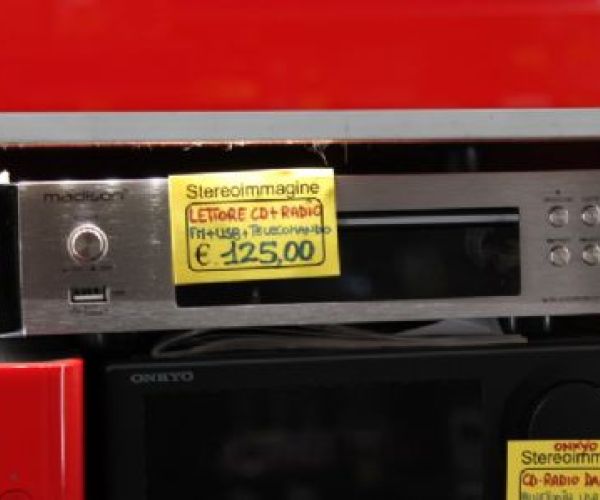 madison
Stereoimmagine
LETTORE CD+RADIO
FM+USB+TELECOMANDO
€ 125,00
ONKYO
ONKYO
Stereoimm
CD-RADIO DA